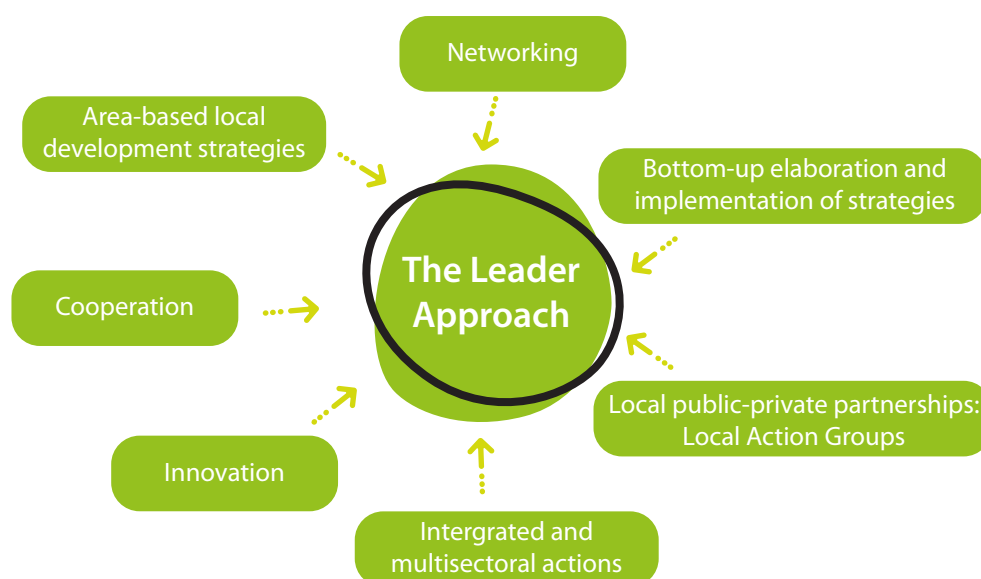 Networking
Area-based local
development strategies
Bottom-up elaboration and
implementation of strategies
The Leader
Approach
Cooperation
Local public-private partnerships:
Local Action Groups
Innovation
Intergrated and
multisectoral actions